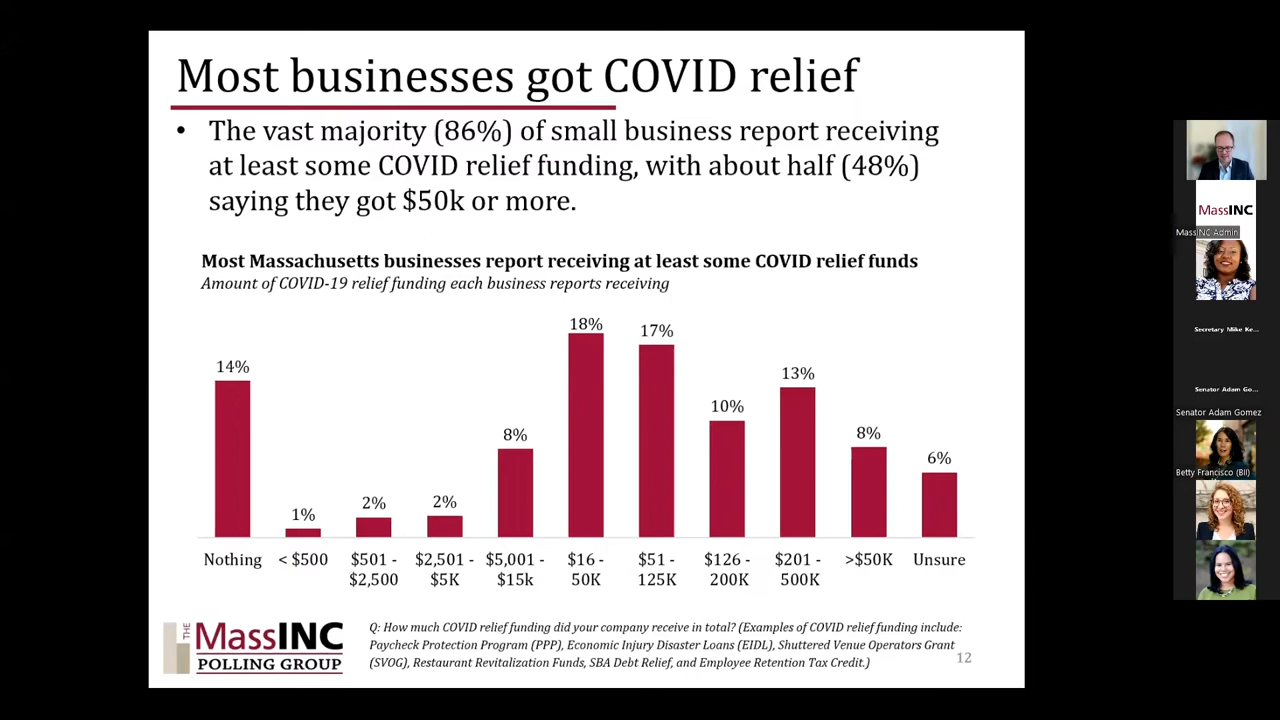 Most businesses got COVID relief
• The vast majority (86%) of small business report receiving
at least some COVID relief funding, with about half (48%)
saying they got $50k or more.
Most Massachusetts businesses report receiving at least some COVID relief funds
Amount of COVID-19 relief funding each business reports receiving
14%
1%
2%
2%
8%
18%
17%
10%
13%
8%
6%
Nothing
< $500
$501 -
$2,500
$2,501 -
$5K
$5,001 -
$15k
$16 -
50K
$51 -
125K
$126 -
200K
$201 -
500K
>$50K
Unsure
THE
MassINC
POLLING GROUP
Q: How much COVID relief funding did your company receive in total? (Examples of COVID relief funding include:
Paycheck Protection Program (PPP), Economic Injury Disaster Loans (EIDL), Shuttered Venue Operators Grant
(SVOG), Restaurant Revitalization Funds, SBA Debt Relief, and Employee Retention Tax Credit.)
12
MassINC
MassINC Admin
Secretary Mike Ke...
Senator Adam Go...
Senator Adam Gomez
Betty Francisco (BII)